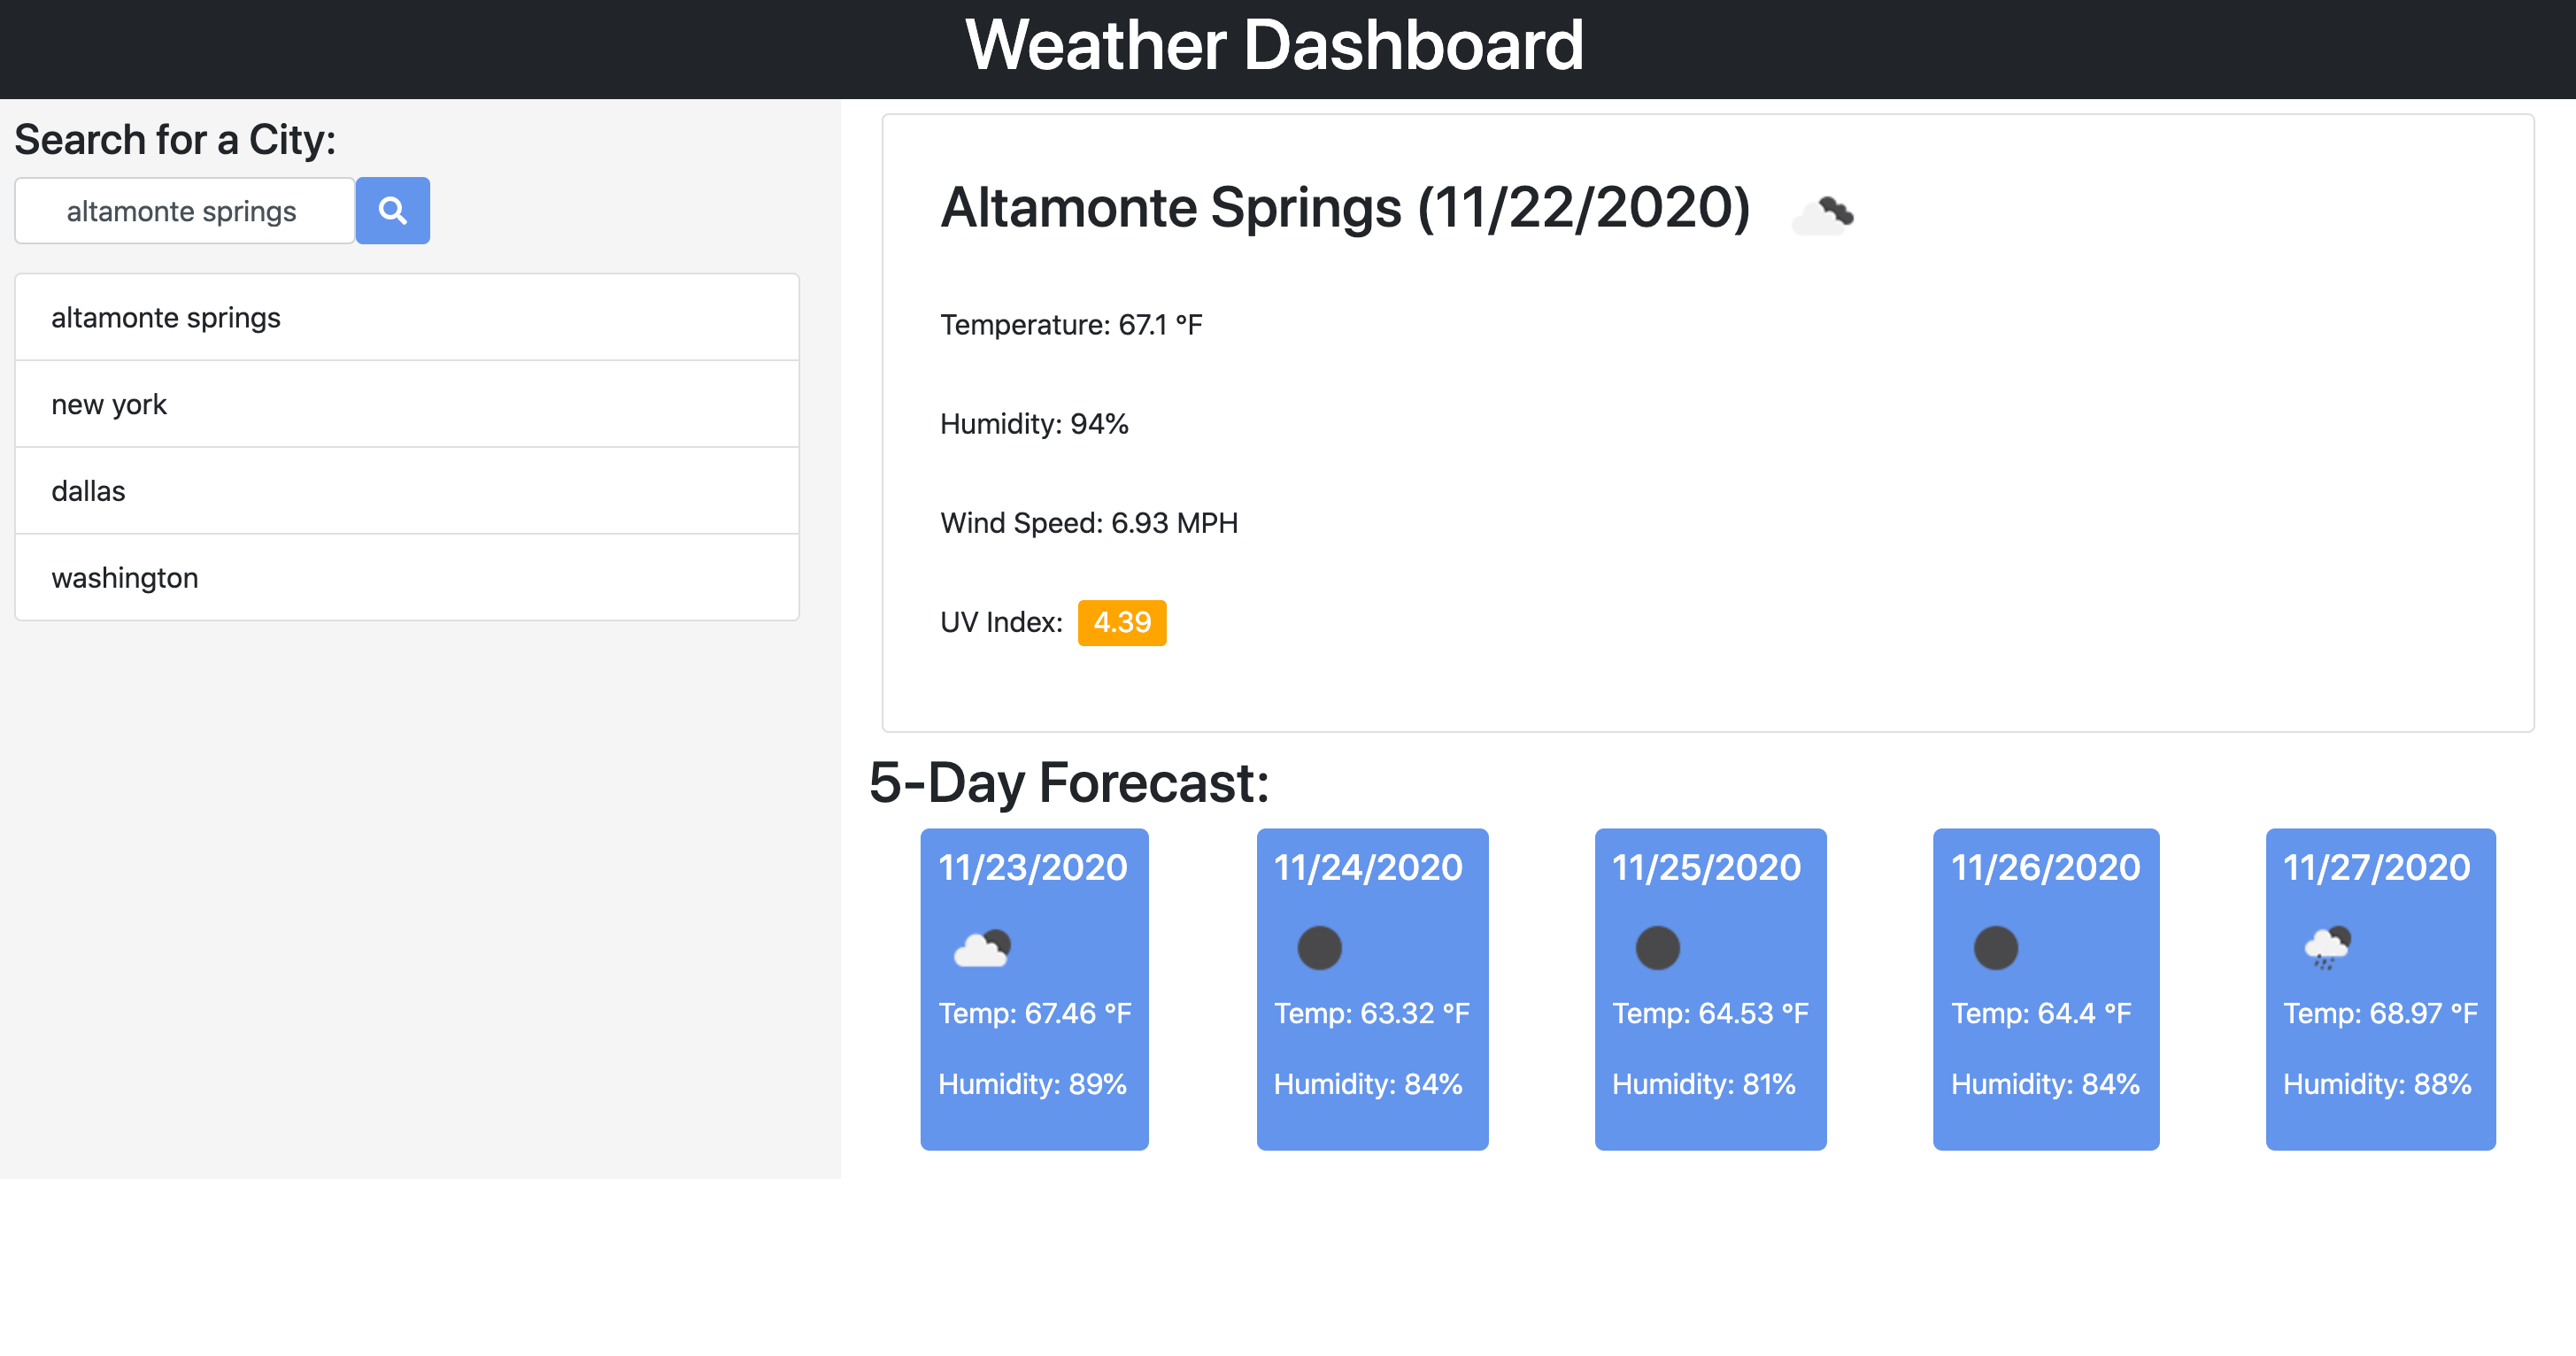 Weather Dashboard
Search for a City:
altamonte springs
altamonte springs
new york
dallas
washington
Altamonte Springs (11/22/2020)
Temperature: 67.1 °F
Humidity: 94%
Wind Speed: 6.93 MPH
UV Index: 4.39
5-Day Forecast:
11/23/2020
Temp: 67.46 °F
Humidity: 89%
11/24/2020
Temp: 63.32 °F
Humidity: 84%
11/25/2020
Temp: 64.53 °F
Humidity: 81%
11/26/2020
Temp: 64.4 °F
Humidity: 84%
11/27/2020
Temp: 68.97 °F
Humidity: 88%